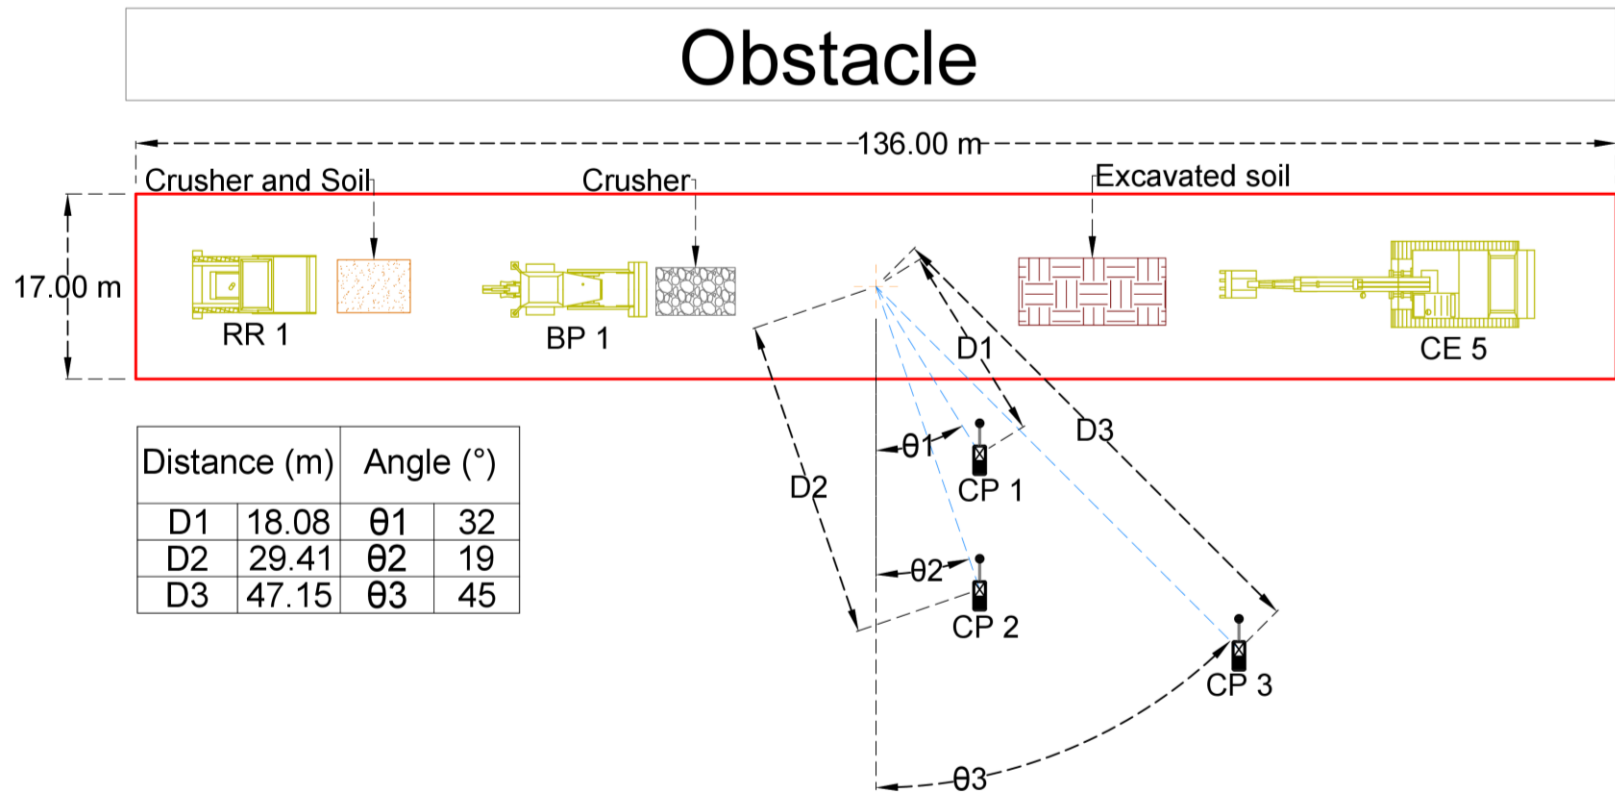 Obstacle
136.00 m
Crusher and Soil
Crusher
Excavated soil
17.00 m
RR 1
BP 1
CE 5
D1
D3
D2
θ1
CP 1
θ2
CP 2
CP 3
θ3
Distance (m) Angle (°)
D1 18.08 θ1 32
D2 29.41 θ2 19
D3 47.15 θ3 45